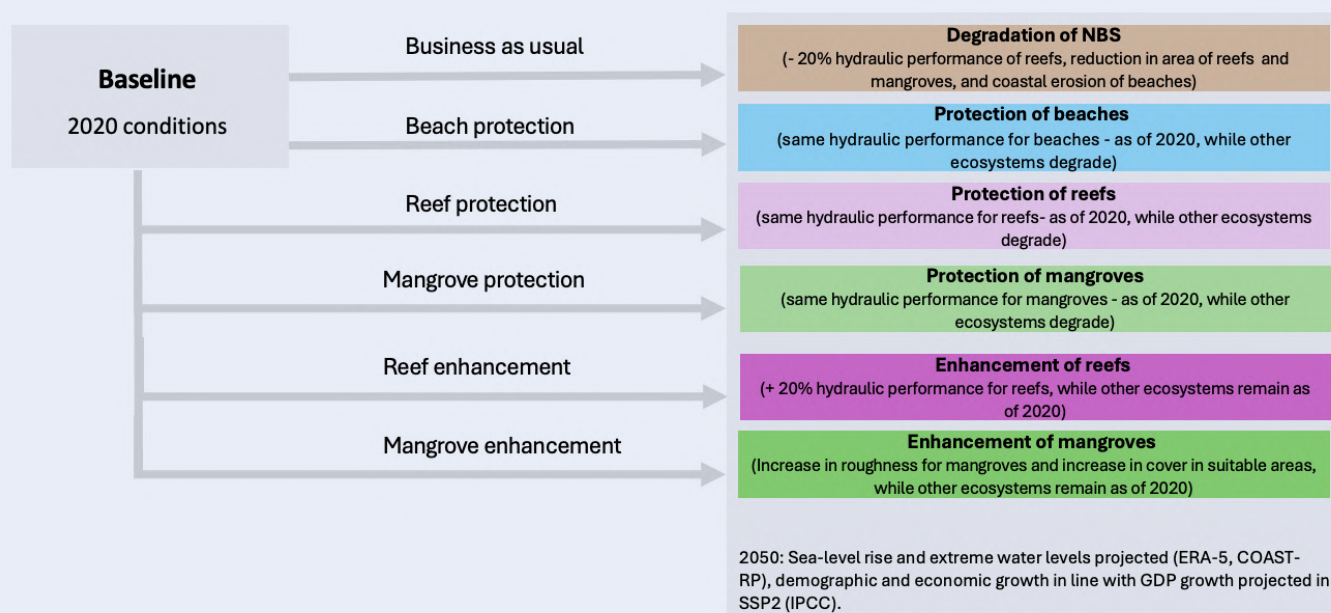 Baseline
2020 conditions
Business as usual
Degradation of NBS
(- 20% hydraulic performance of reefs, reduction in area of reefs and
mangroves, and coastal erosion of beaches)
Beach protection
Protection of beaches
(same hydraulic performance for beaches - as of 2020, while other
ecosystems degrade)
Reef protection
Protection of reefs
(same hydraulic performance for reefs- as of 2020, while other ecosystems
degrade)
Mangrove protection
Protection of mangroves
(same hydraulic performance for mangroves - as of 2020, while other
ecosystems degrade)
Reef enhancement
Enhancement of reefs
(+ 20% hydraulic performance for reefs, while other ecosystems remain as
of 2020)
Mangrove enhancement
Enhancement of mangroves
(Increase in roughness for mangroves and increase in cover in suitable areas,
while other ecosystems remain as of 2020)
2050: Sea-level rise and extreme water levels projected (ERA-5, COAST-
RP), demographic and economic growth in line with GDP growth projected in
SSP2 (IPCC).